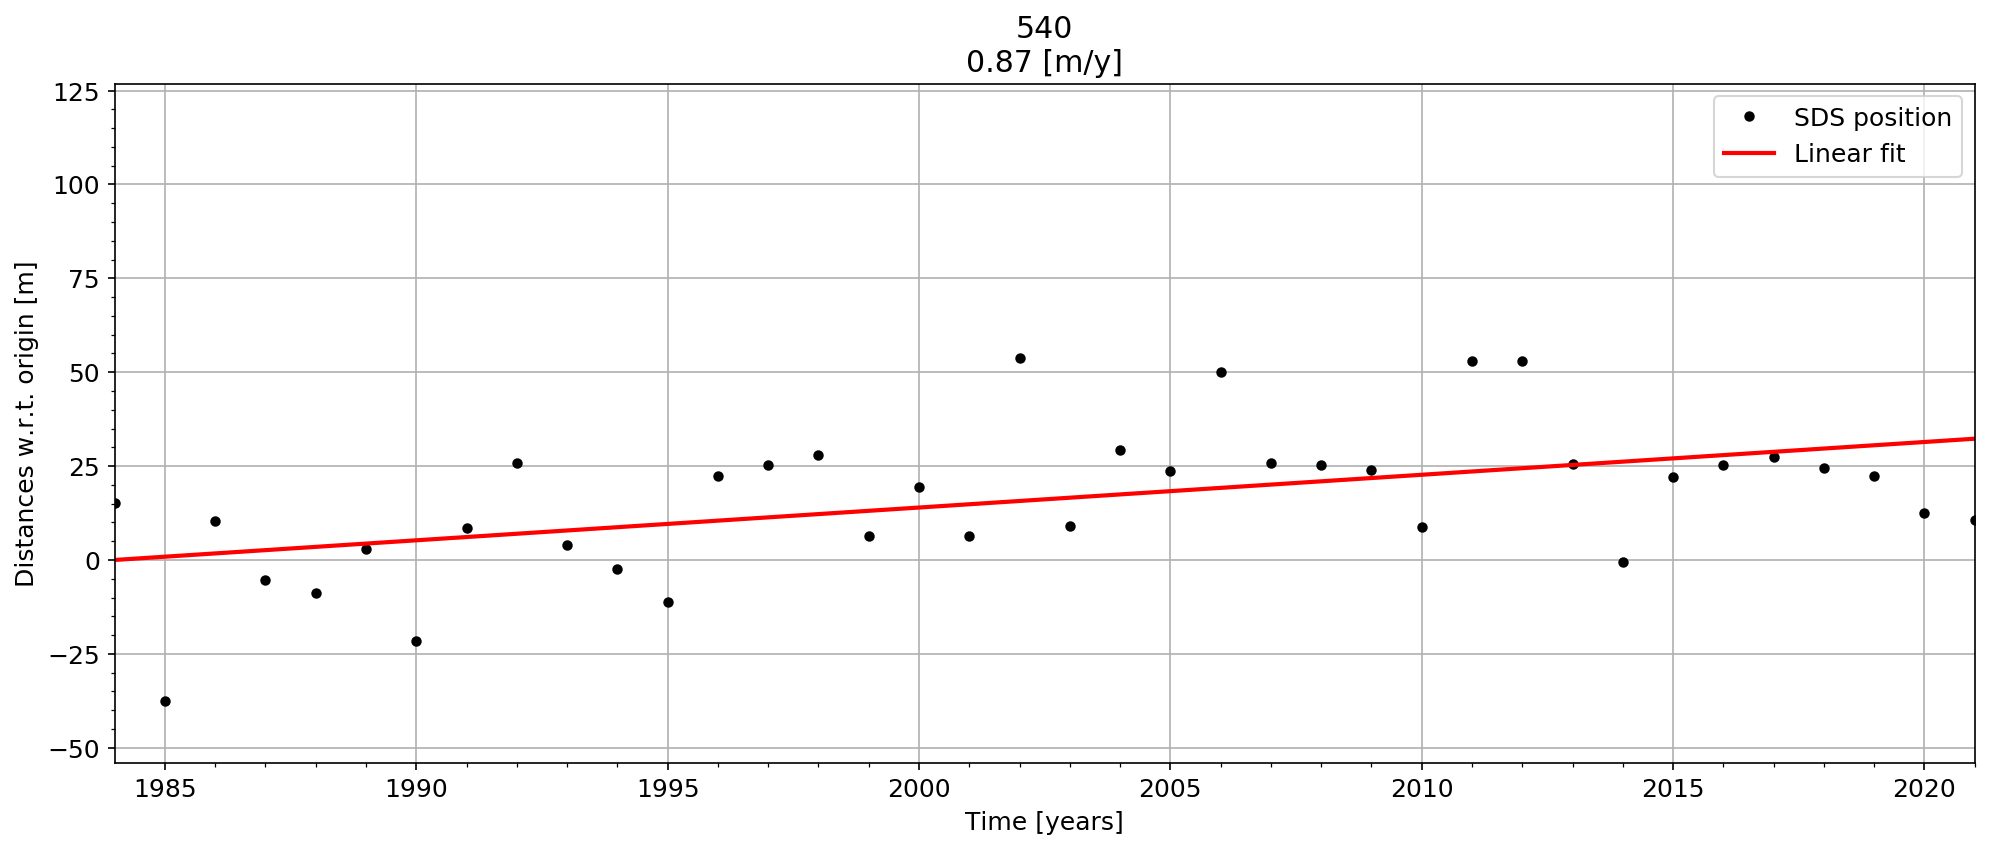 540
0.87 [m/y]
125
100
75
50
25
0
−25
−50
Distances w.r.t. origin [m]
SDS position
Linear fit
1985 1990 1995 2000 2005 2010 2015 2020
Time [years]